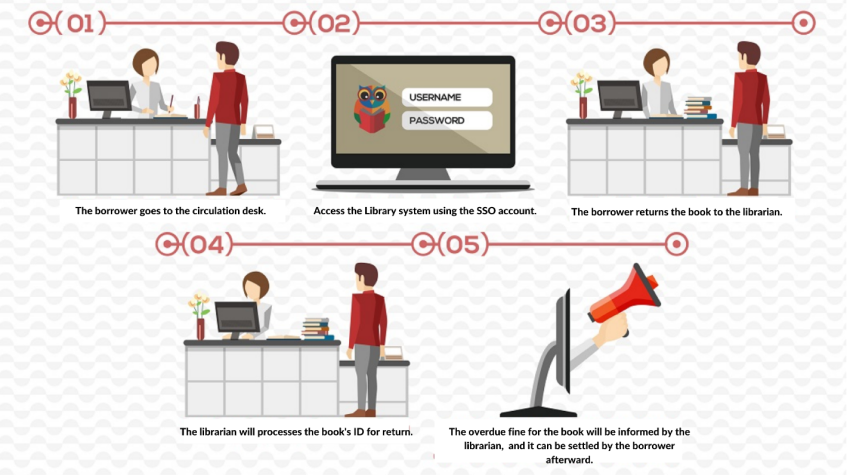 01
02
03
USERNAME
PASSWORD
The borrower goes to the circulation desk.
Access the Library system using the SSO account.
The borrower returns the book to the librarian.
04
05
The librarian will processes the book's ID for return.
The overdue fine for the book will be informed by the
librarian, and it can be settled by the borrower
afterward.